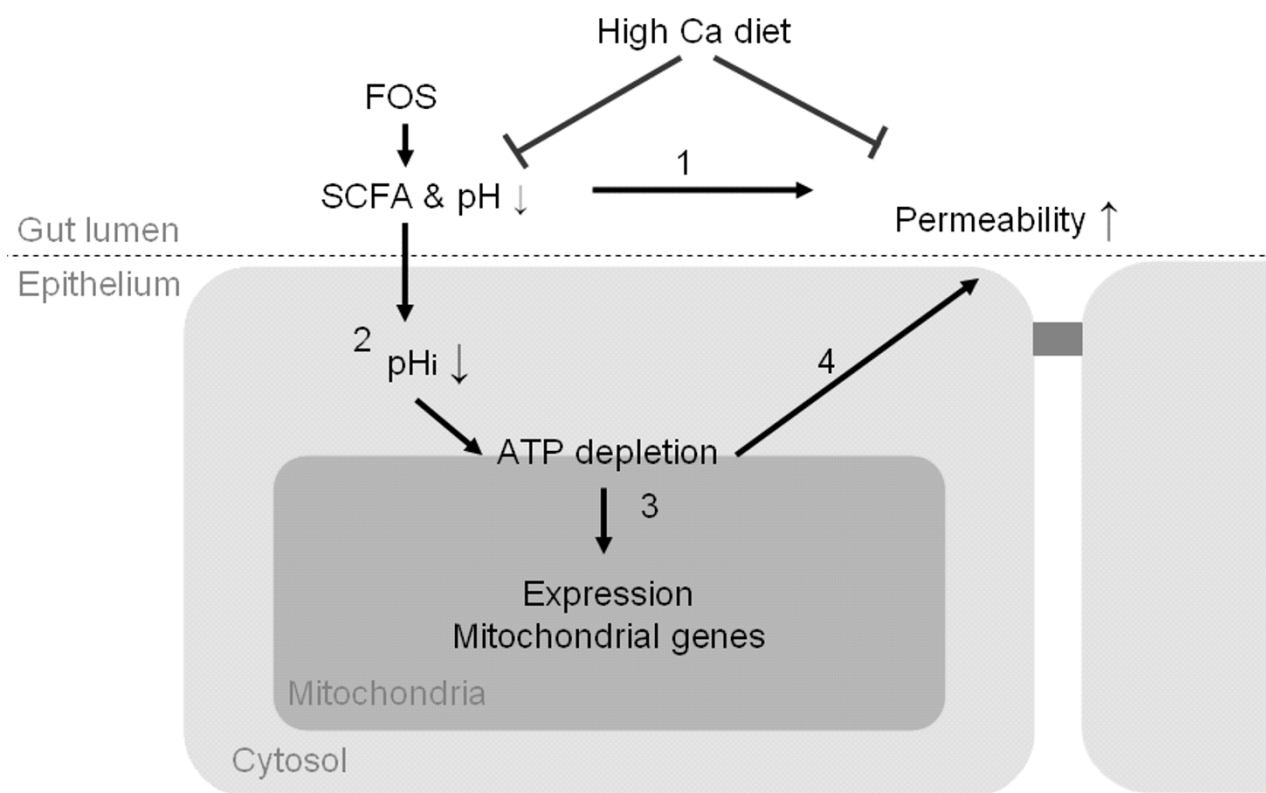 High Ca diet
FOS
1
SCFA & pH ↓
Permeability ↑
Gut lumen
Epithelium
2
pHi ↓
4
ATP depletion
3
Expression
Mitochondrial genes
Mitochondria
Cytosol